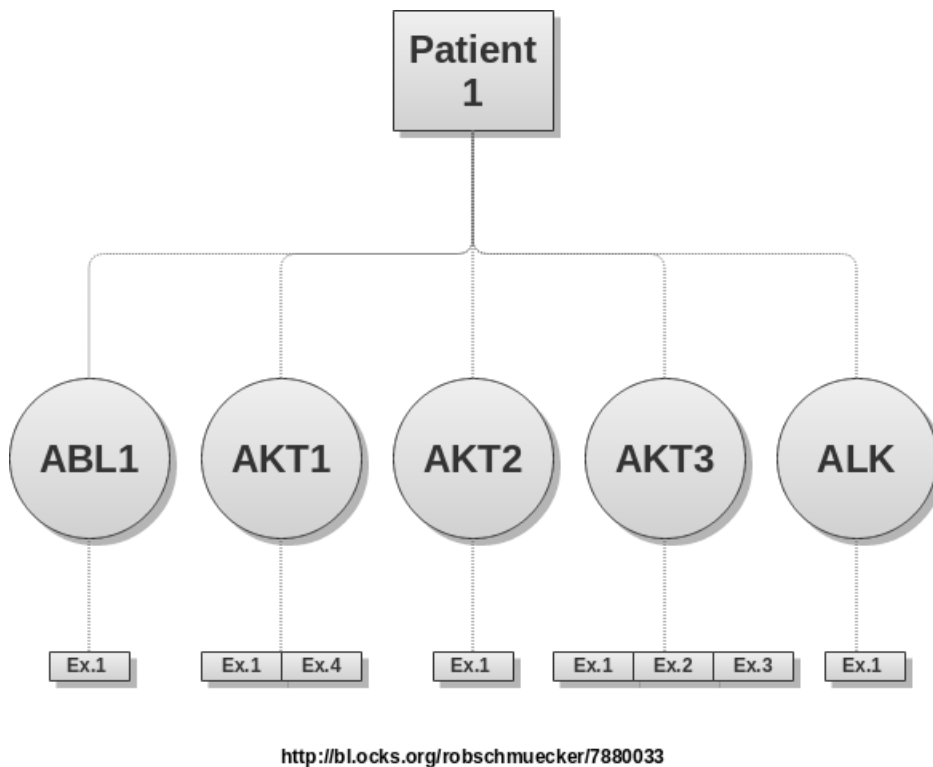 Patient
1
ABL1 AKT1 AKT2 AKT3 ALK
Ex.1 Ex.1 Ex.4 Ex.1 Ex.1 Ex.2 Ex.3 Ex.1
http://bl.ocks.org/robschmuecker/7880033